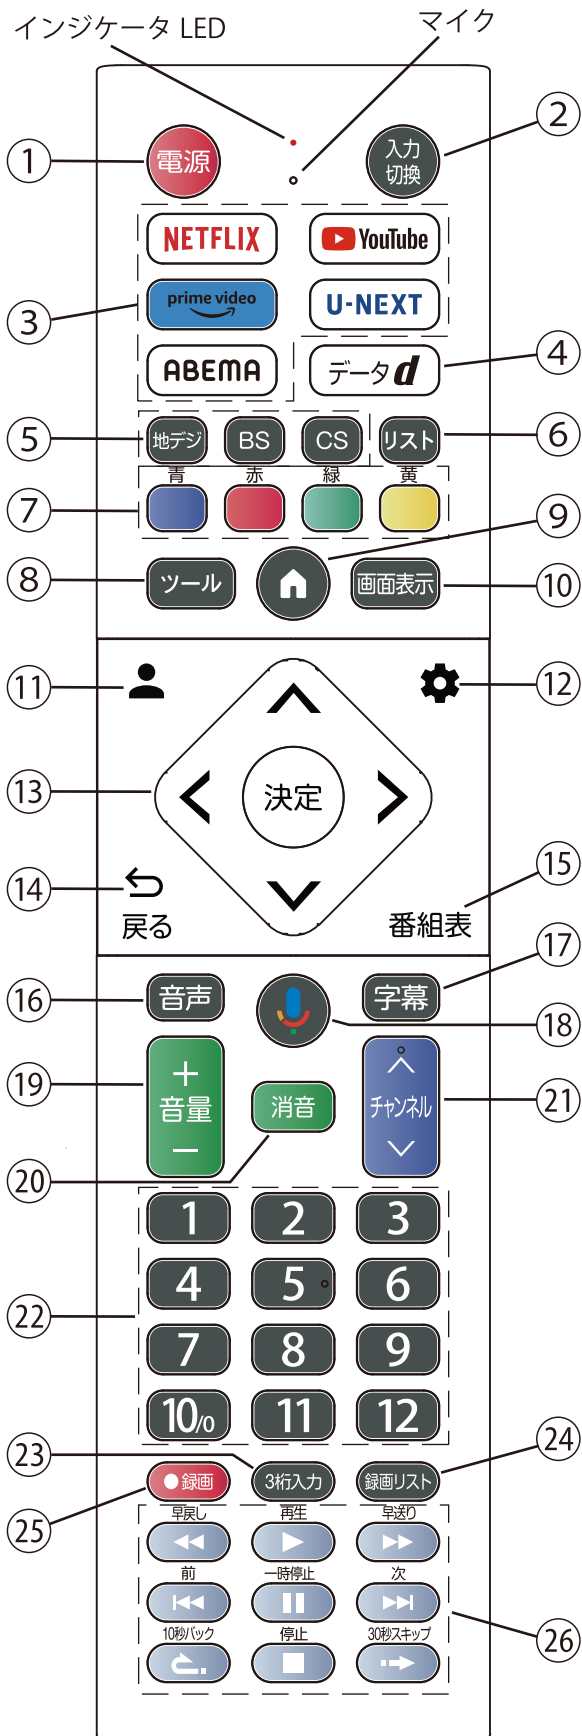 インジケータ LED
マイク
①
電源
入力
切換
②
NETFLIX
YouTube
③
prime video
U-NEXT
ABEMA
データd
④
⑤
地デジ
BS
CS
リスト
⑥
青
赤
緑
黄
⑦
⑧
ツール
⑨
画面表示
⑩
⑪
⑫
⑬
決定
⑭
戻る
番組表
⑮
⑯
音声
字幕
⑰
⑱
⑲
+
音量
−
消音
チャンネル
㉑
⑳
1
2
3
4
5
6
㉒
7
8
9
10/0
11
12
㉓
㉔
録画
3桁入力
録画リスト
㉕
早戻し
再生
早送り
前
一時停止
次
㉖
10秒バック
停止
30秒スキップ